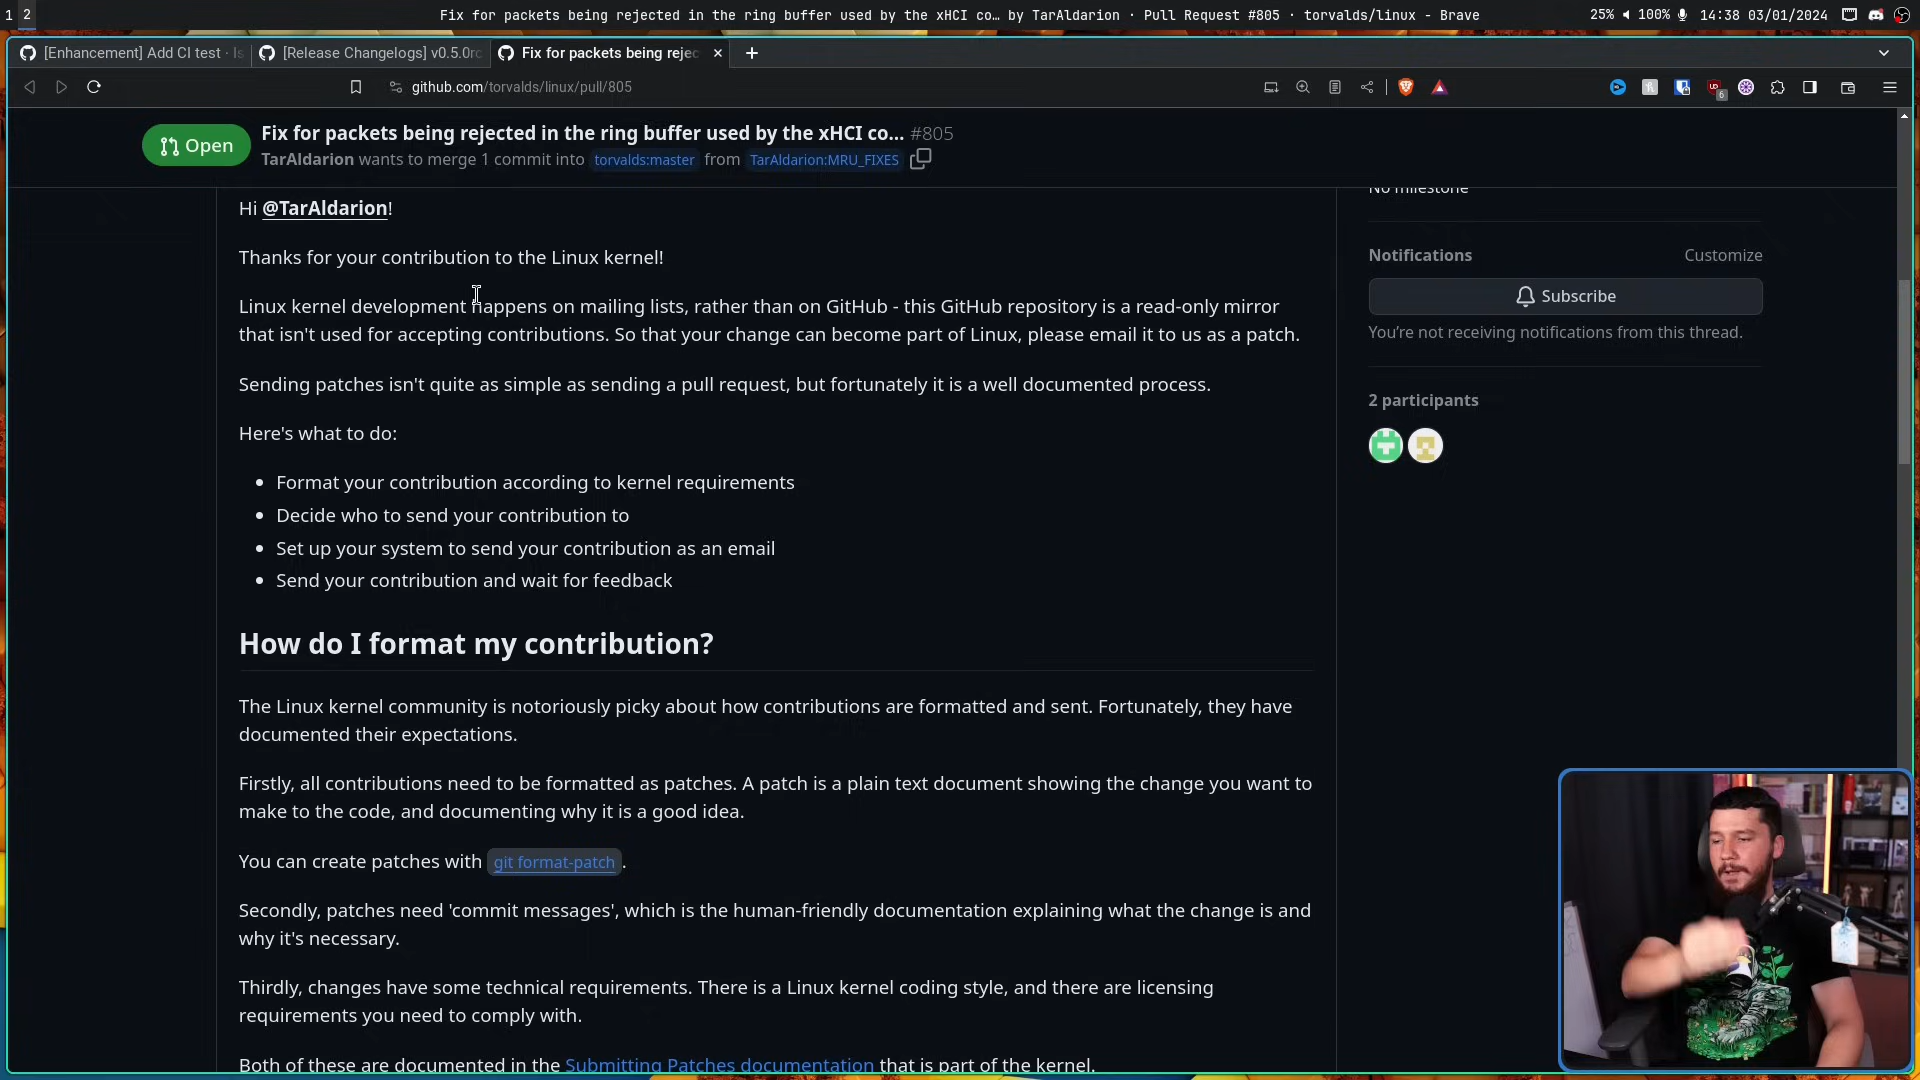 1 2 Fix for packets being rejected in the ring buffer used by the xHCI co… by TarAldarion · Pull Request #805 · torvalds/linux - Brave 25% 100% 14:38 03/01/2024
[Enhancement] Add CI test · Is [Release Changelogs] v0.5.0rc Fix for packets being rejec
github.com/torvalds/linux/pull/805
6
Open
Fix for packets being rejected in the ring buffer used by the xHCI co... #805
TarAldarion wants to merge 1 commit into torvalds:master from TarAldarion:MRU_FIXES
Hi @TarAldarion!
Thanks for your contribution to the Linux kernel!
Linux kernel development happens on mailing lists, rather than on GitHub - this GitHub repository is a read-only mirror
that isn't used for accepting contributions. So that your change can become part of Linux, please email it to us as a patch.
Sending patches isn't quite as simple as sending a pull request, but fortunately it is a well documented process.
Here's what to do:
• Format your contribution according to kernel requirements
• Decide who to send your contribution to
• Set up your system to send your contribution as an email
• Send your contribution and wait for feedback
How do I format my contribution?
The Linux kernel community is notoriously picky about how contributions are formatted and sent. Fortunately, they have
documented their expectations.
Firstly, all contributions need to be formatted as patches. A patch is a plain text document showing the change you want to
make to the code, and documenting why it is a good idea.
You can create patches with git format-patch.
Secondly, patches need 'commit messages', which is the human-friendly documentation explaining what the change is and
why it's necessary.
Thirdly, changes have some technical requirements. There is a Linux kernel coding style, and there are licensing
requirements you need to comply with.
Both of these are documented in the Submitting Patches documentation that is part of the kernel.
No milestone
Notifications Customize
Subscribe
You're not receiving notifications from this thread.
2 participants